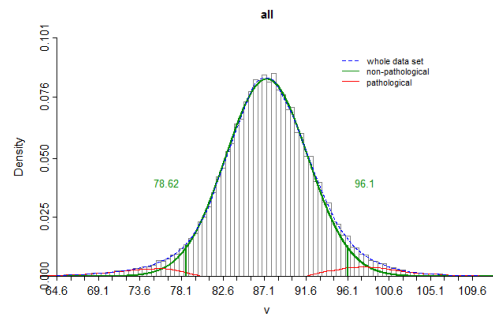 all
0.101
0.076
0.050
0.025
0.000
Density
whole data set
non-pathological
pathological
78.62
96.1
64.6 69.1 73.6 78.1 82.6 87.1 91.6 96.1 100.6 105.1 109.6
v